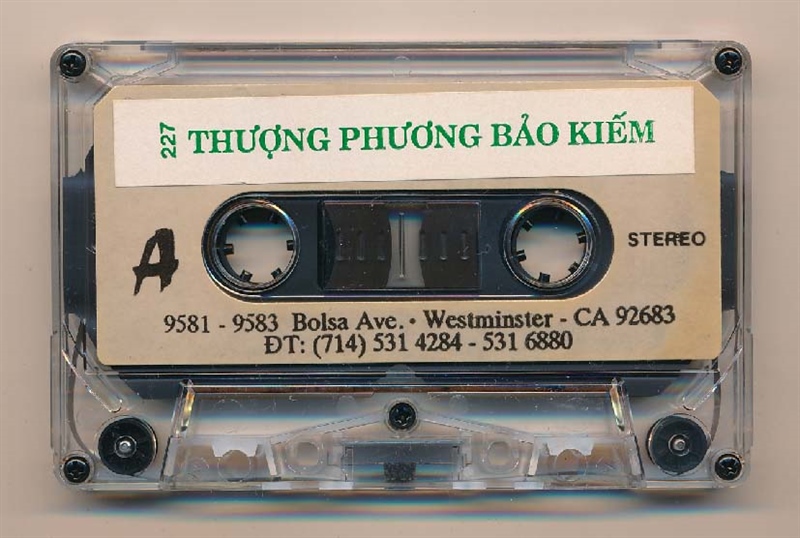 227 THƯỢNG PHƯƠNG BẢO KIẾM
A
STEREO
9581 - 9583 Bolsa Ave. • Westminster - CA 92683
ĐT: (714) 531 4284 - 531 6880